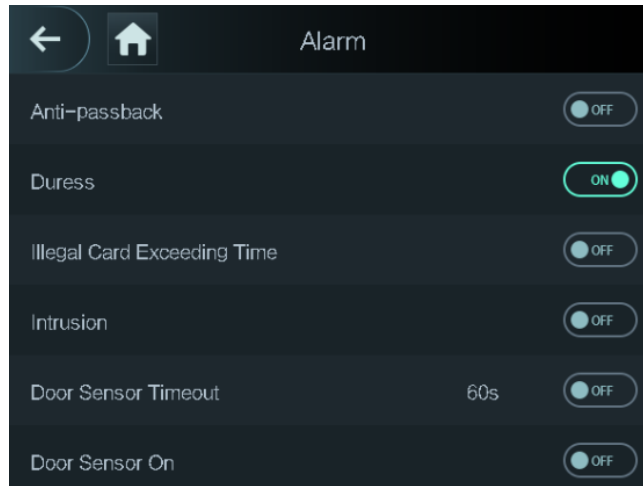 Alarm
Anti-passback OFF
Duress ON
Illegal Card Exceeding Time OFF
Intrusion OFF
Door Sensor Timeout 60s OFF
Door Sensor On OFF